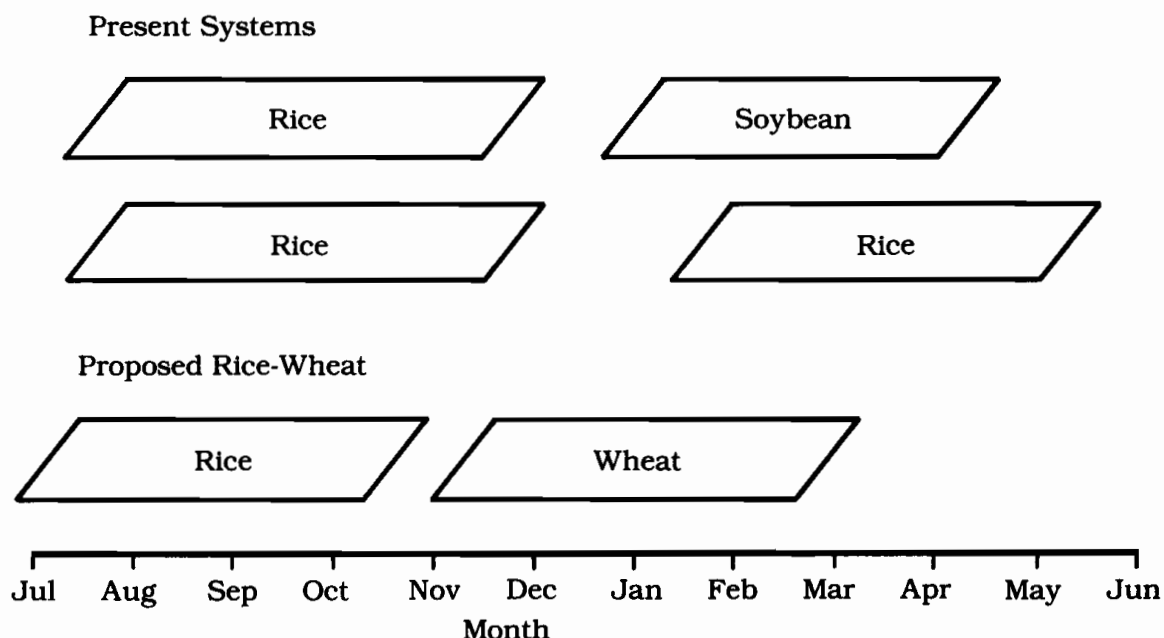 Present Systems
Rice Soybean
Rice Rice
Proposed Rice-Wheat
Rice Wheat
Jul Aug Sep Oct Nov Dec Jan Feb Mar Apr May Jun
Month